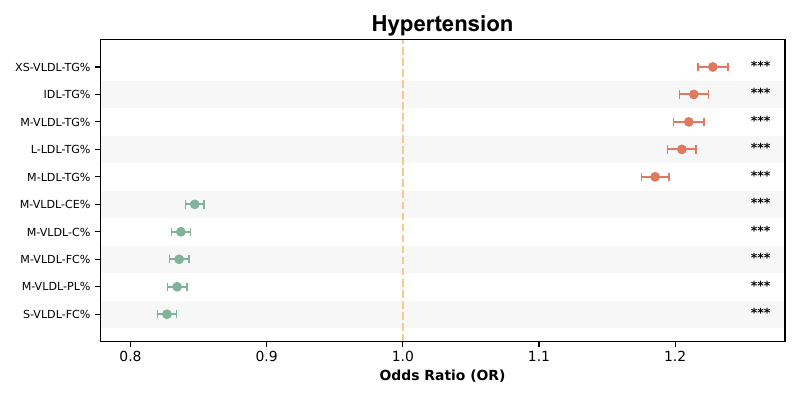 Hypertension
XS-VLDL-TG% ***
IDL-TG% ***
M-VLDL-TG% ***
L-LDL-TG% ***
M-LDL-TG% ***
M-VLDL-CE% ***
M-VLDL-C% ***
M-VLDL-FC% ***
M-VLDL-PL% ***
S-VLDL-FC% ***
0.8 0.9 1.0 1.1 1.2
Odds Ratio (OR)